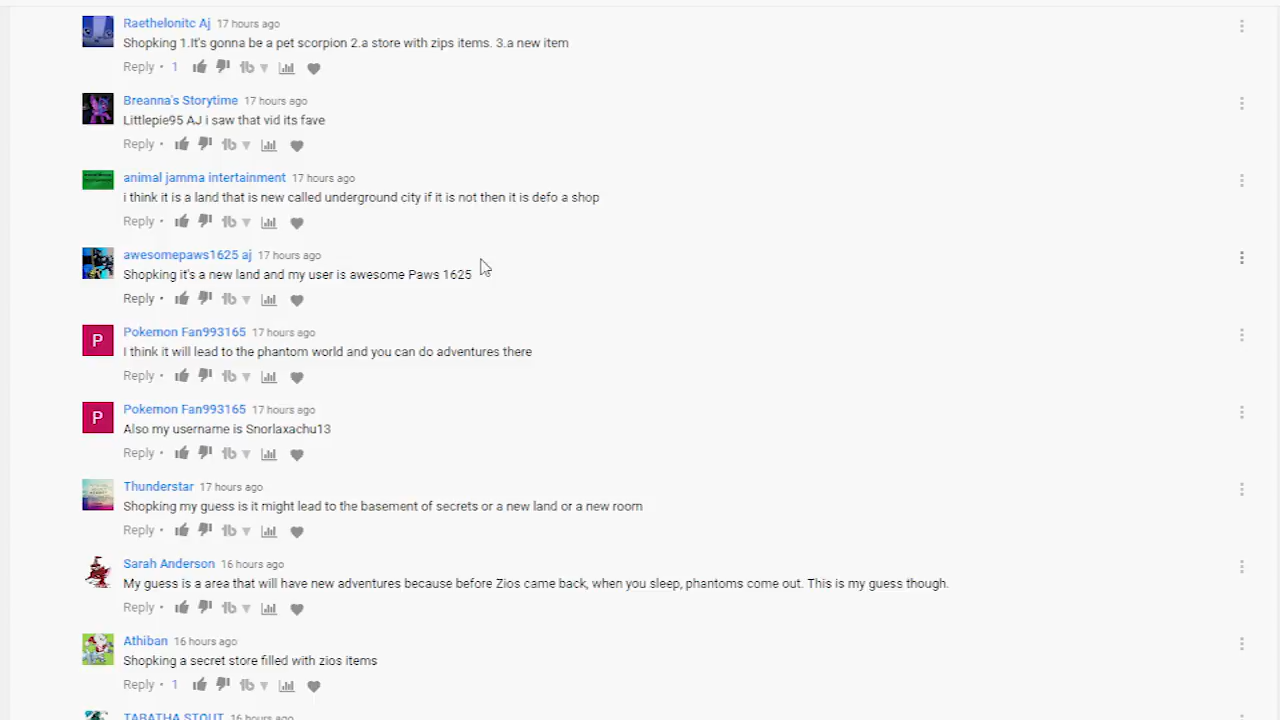 Raethelonitc Aj 17 hours ago
Shopking 1.It's gonna be a pet scorpion 2.a store with zips items. 3.a new item
Reply • 1
Breanna's Storytime 17 hours ago
Littlepie95 AJ i saw that vid its fave
Reply •
animal jamma intertainment 17 hours ago
i think it is a land that is new called underground city if it is not then it is defo a shop
Reply •
awesomepaws1625 aj 17 hours ago
Shopking it's a new land and my user is awesome Paws 1625
Reply •
P
Pokemon Fan993165 17 hours ago
I think it will lead to the phantom world and you can do adventures there
Reply •
P
Pokemon Fan993165 17 hours ago
Also my username is Snorlaxachu13
Reply •
Thunderstar 17 hours ago
Shopking my guess is it might lead to the basement of secrets or a new land or a new room
Reply •
Sarah Anderson 16 hours ago
My guess is a area that will have new adventures because before Zios came back, when you sleep, phantoms come out. This is my guess though.
Reply •
Athiban 16 hours ago
Shopking a secret store filled with zios items
Reply • 1
TABATHA STOUT 16 hours ago